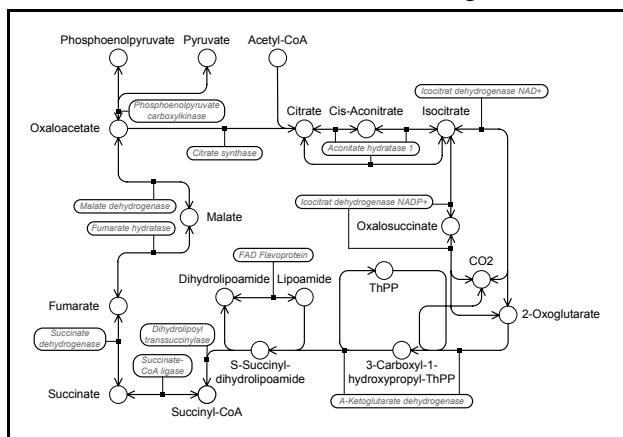 Phosphoenolpyruvate
Pyruvate
Acetyl-CoA
Icocitrat dehydrogenase NAD+
Phosphoenolpyruvate
carboxylkinase
Citrate
Cis-Aconitrate
Isocitrate
Oxaloacetate
Citrate synthase
Aconitate hydratase 1
Malate dehydrogenase
Malate
Icocitrat dehydrogenase NADP+
Fumarate hydratase
Oxalosuccinate
FAD Flavoprotein
CO2
Dihydrolipoamide
Lipoamide
ThPP
Fumarate
2-Oxoglutarate
Succinate
dehydrogenase
Dihydrolipoyl
transsuccinylase
S-Succinyl-
dihydrolipoamide
3-Carboxyl-1-
hydroxypropyl-ThPP
Succinate-
CoA ligase
Succinate
Succinyl-CoA
A-Ketoglutarate dehydrogenase